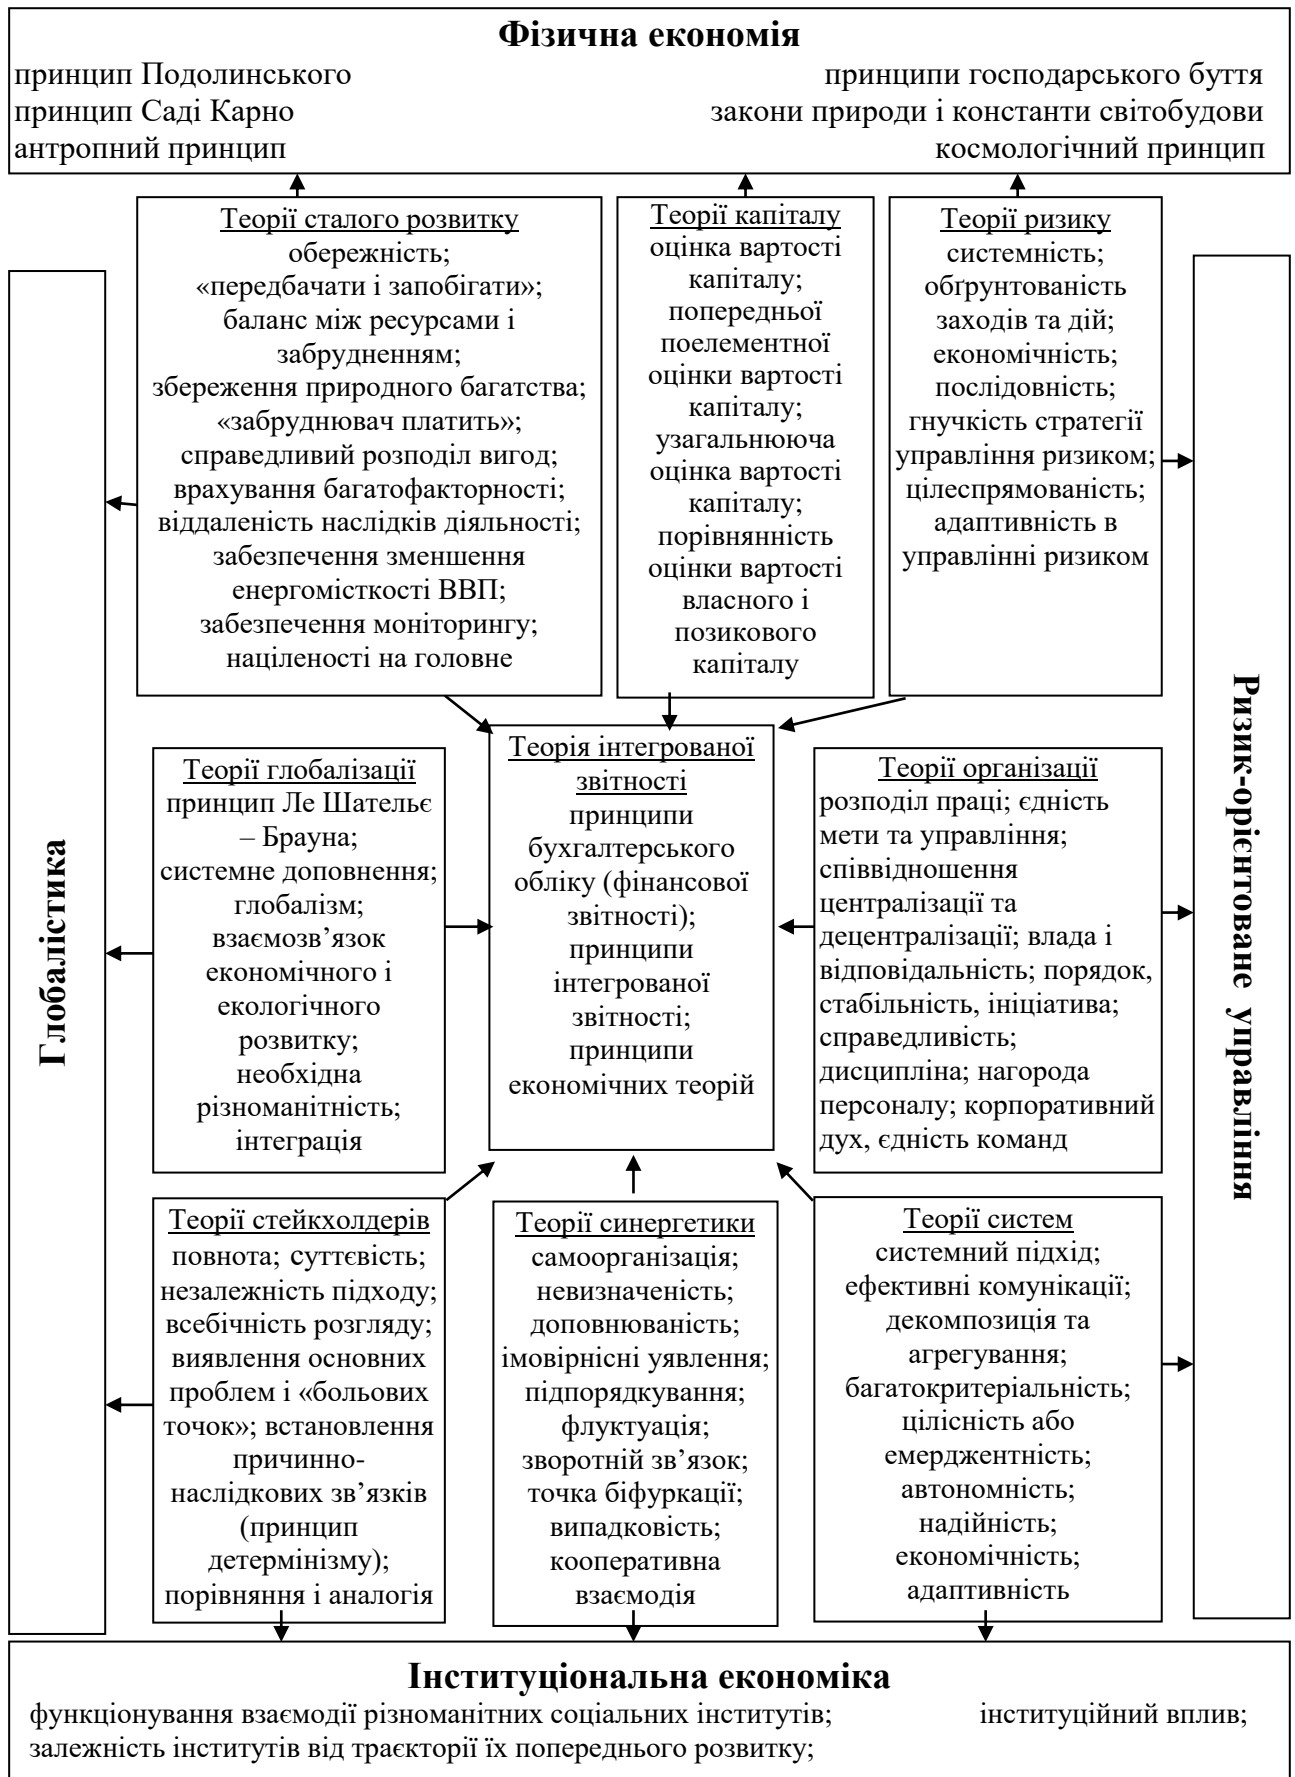 Фізична економія
принцип Подолинського
принципи господарського буття
принцип Саді Карно
закони природи і константи світобудови
антропний принцип
космологічний принцип
Теорії сталого розвитку
обережність;
«передбачати і запобігати»;
баланс між ресурсами і
забрудненням;
збереження природного багатства;
«забруднювач платить»;
справедливий розподіл вигод;
врахування багатофакторності;
віддаленість наслідків діяльності;
забезпечення зменшення
енергомісткості ВВП;
забезпечення моніторингу;
націленості на головне
Теорії капіталу
оцінка вартості
капіталу;
попередньої
поелементної
оцінки вартості
капіталу;
узагальнююча
оцінка вартості
капіталу;
порівнянність
оцінки вартості
власного і
позикового
капіталу
Теорії ризику
системність;
обґрунтованість
заходів та дій;
економічність;
послідовність;
гнучкість стратегії
управління ризиком;
цілеспрямованість;
адаптивність в
управлінні ризиком
Глобалістика
Теорії глобалізації
принцип Ле Шательє
– Брауна;
системне доповнення;
глобалізм;
взаємозв’язок
економічного і
екологічного
розвитку;
необхідна
різноманітність;
інтеграція
Теорія інтегрованої
звітності
принципи
бухгалтерського
обліку (фінансової
звітності);
принципи
інтегрованої
звітності;
принципи
економічних теорій
Теорії організації
розподіл праці; єдність
мети та управління;
співвідношення
централізації та
децентралізації; влада і
відповідальність; порядок,
стабільність, ініціатива;
справедливість;
дисципліна; нагорода
персоналу; корпоративний
дух, єдність команд
Ризик-орієнтоване управління
Теорії стейкхолдерів
повнота; суттєвість;
незалежність підходу;
всебічність розгляду;
виявлення основних
проблем і «больових
точок»; встановлення
причинно-
наслідкових зв’язків
(принцип
детермінізму);
порівняння і аналогія
Теорії синергетики
самоорганізація;
невизначеність;
доповнюваність;
імовірнісні уявлення;
підпорядкування;
флуктуація;
зворотній зв’язок;
точка біфуркації;
випадковість;
кооперативна
взаємодія
Теорії систем
системний підхід;
ефективні комунікації;
декомпозиція та
агрегування;
багатокритеріальність;
цілісність або
емерджентність;
автономність;
надійність;
економічність;
адаптивність
Інституціональна економіка
функціонування взаємодії різноманітних соціальних інститутів;
інституційний вплив;
залежність інститутів від траєкторії їх попереднього розвитку;